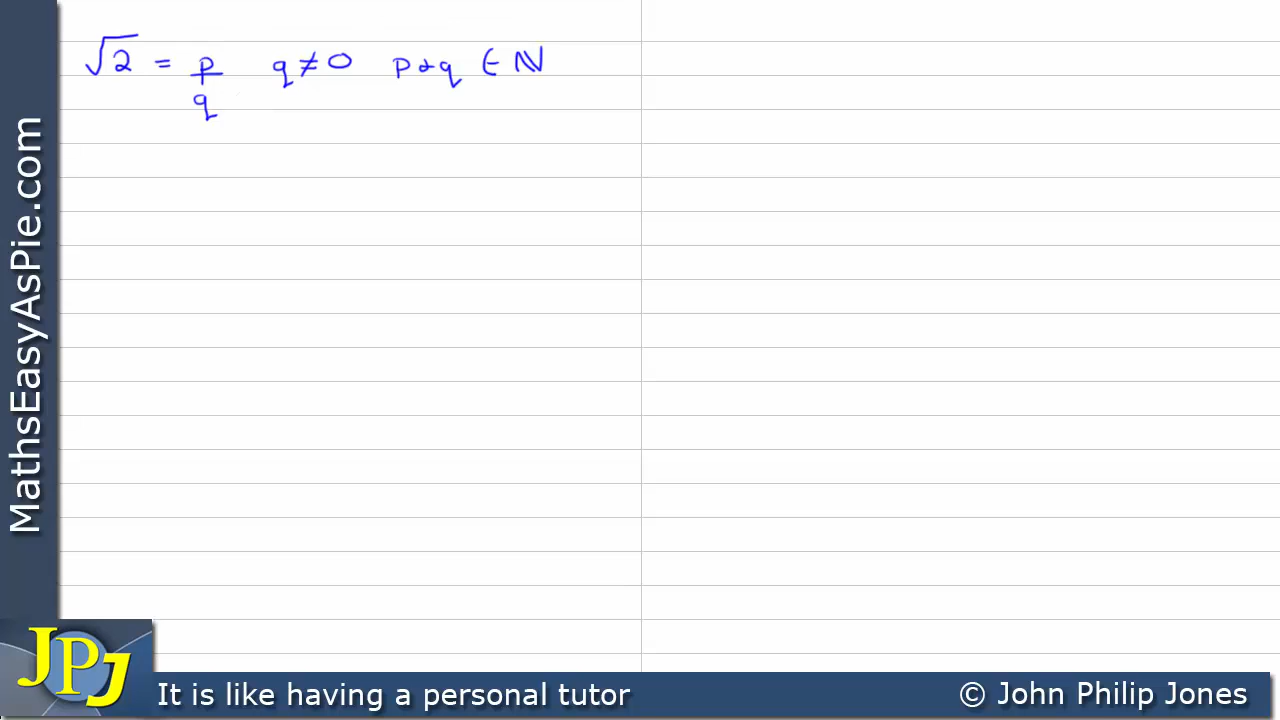 √2 = p/q q ≠ 0 p & q ∈ ℕ
MathsEasyAsPie.com
JPJ
It is like having a personal tutor
© John Philip Jones